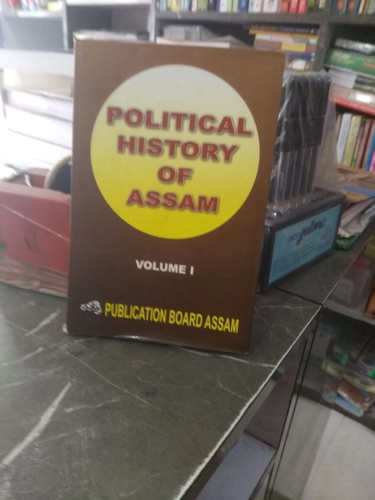 POLITICAL
HISTORY
OF
ASSAM
VOLUME I
PUBLICATION BOARD ASSAM